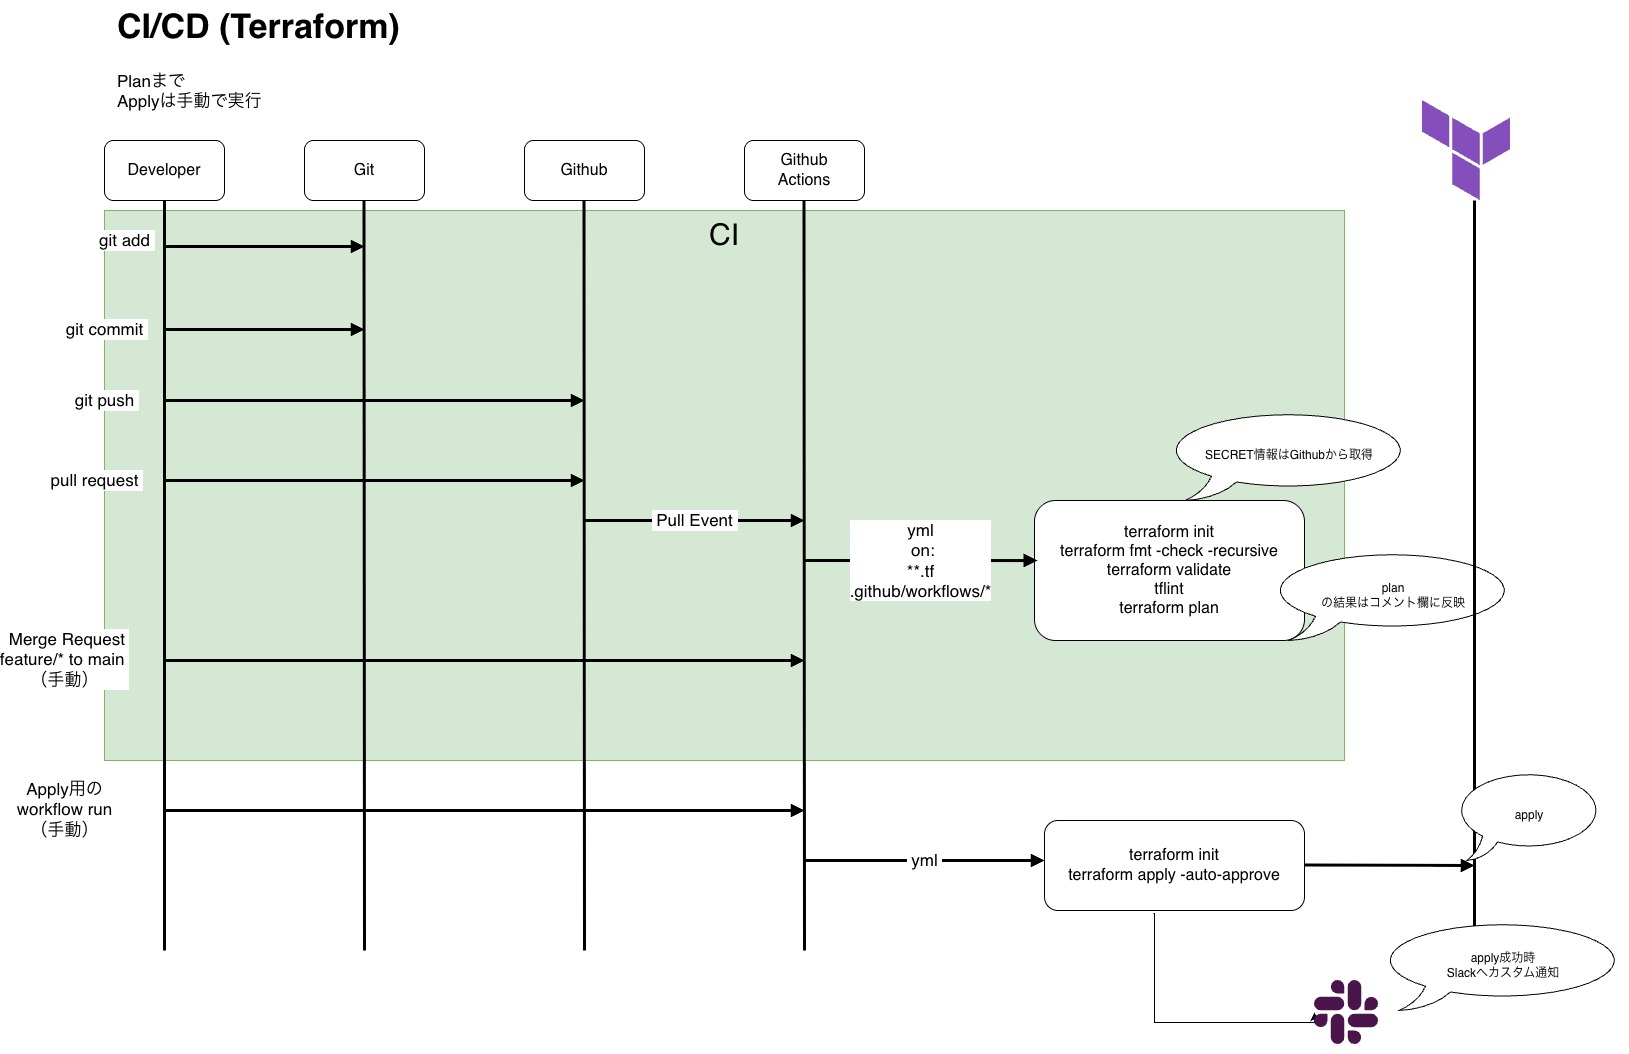 CI/CD (Terraform)
Planまで
Applyは手動で実行
Developer
Git
Github
Github
Actions
CI
git add
git commit
git push
pull request
Pull Event
SECRET情報はGithubから取得
yml
on:
**.tf
.github/workflows/*
terraform init
terraform fmt -check -recursive
terraform validate
tflint
terraform plan
plan
の結果はコメント欄に反映
Merge Request
feature/* to main
（手動）
Apply用の
workflow run
（手動）
yml
terraform init
terraform apply -auto-approve
apply
apply成功時
Slackへカスタム通知